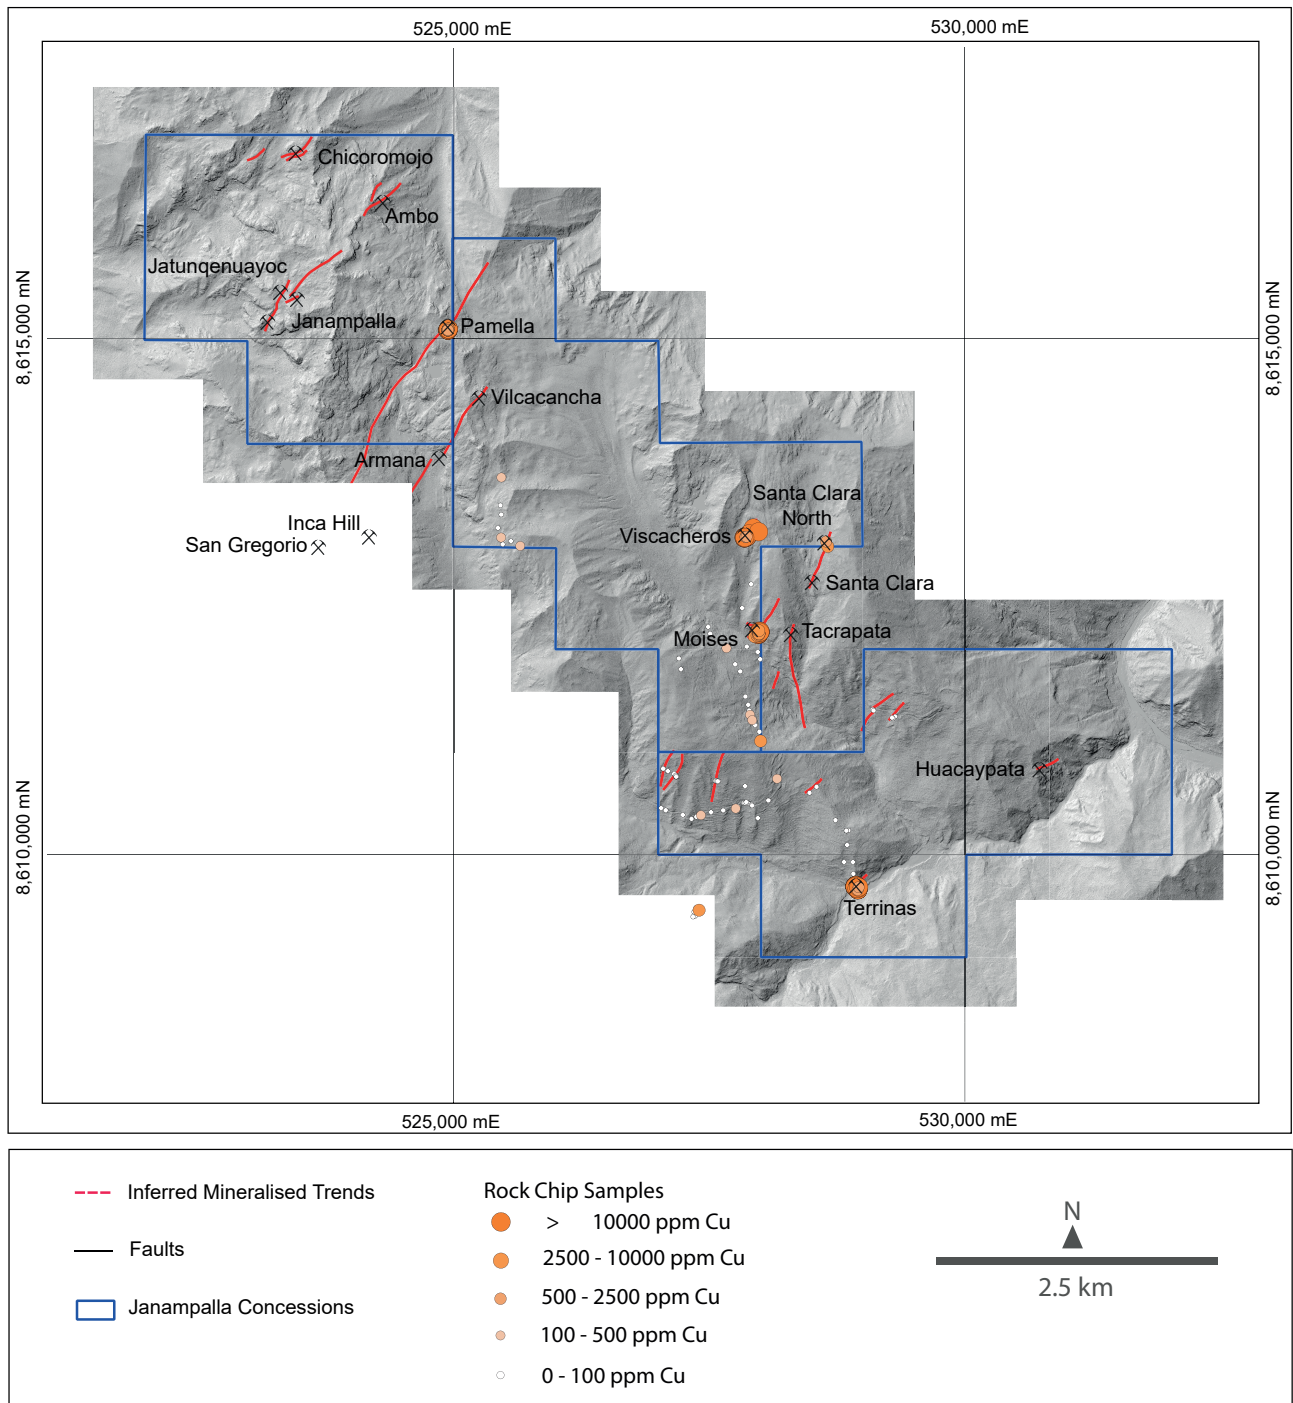 525,000 mE
530,000 mE
Chicoromojo
Ambo
Jatunqenuayoc
Janampalla
Pamella
8,615,000 mN
8,615,000 mN
Vilcacancha
Armana
Santa Clara
North
Inca Hill
San Gregorio
Viscacheros
Santa Clara
Moises
Tacrapata
Huacaypata
8,610,000 mN
8,610,000 mN
Terrinas
525,000 mE
530,000 mE
Inferred Mineralised Trends
Faults
Janampalla Concessions
Rock Chip Samples
> 10000 ppm Cu
2500 - 10000 ppm Cu
500 - 2500 ppm Cu
100 - 500 ppm Cu
0 - 100 ppm Cu
N
2.5 km